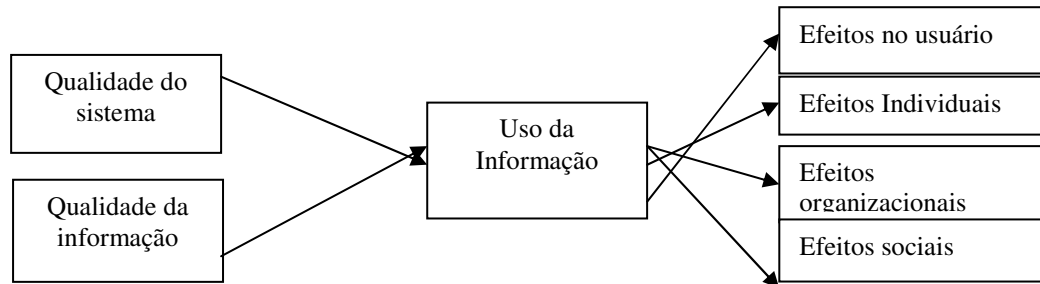 Qualidade do
sistema
Qualidade da
informação
Uso da
Informação
Efeitos no usuário
Efeitos Individuais
Efeitos
organizacionais
Efeitos sociais